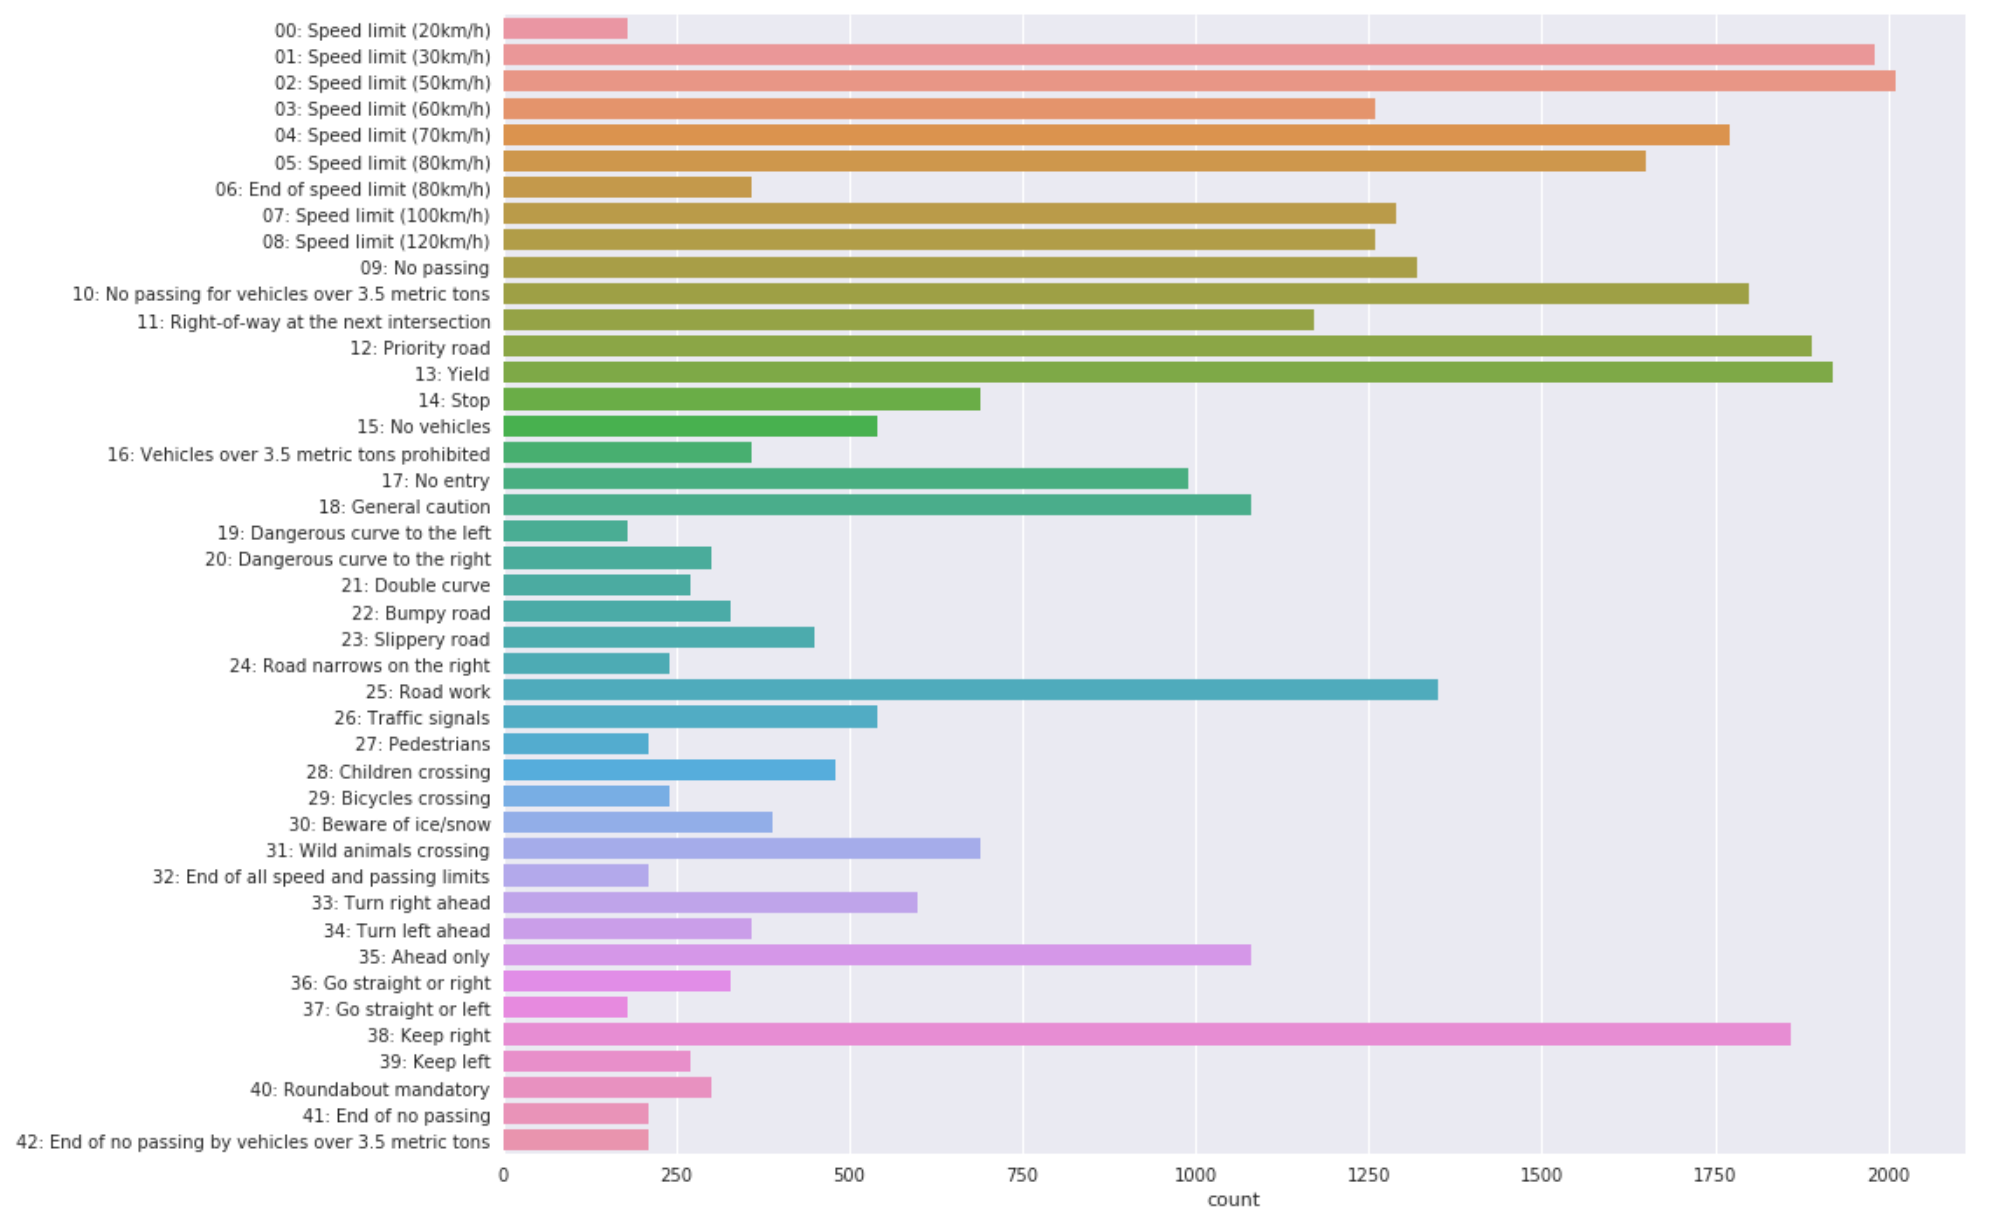 00: Speed limit (20km/h)
01: Speed limit (30km/h)
02: Speed limit (50km/h)
03: Speed limit (60km/h)
04: Speed limit (70km/h)
05: Speed limit (80km/h)
06: End of speed limit (80km/h)
07: Speed limit (100km/h)
08: Speed limit (120km/h)
09: No passing
10: No passing for vehicles over 3.5 metric tons
11: Right-of-way at the next intersection
12: Priority road
13: Yield
14: Stop
15: No vehicles
16: Vehicles over 3.5 metric tons prohibited
17: No entry
18: General caution
19: Dangerous curve to the left
20: Dangerous curve to the right
21: Double curve
22: Bumpy road
23: Slippery road
24: Road narrows on the right
25: Road work
26: Traffic signals
27: Pedestrians
28: Children crossing
29: Bicycles crossing
30: Beware of ice/snow
31: Wild animals crossing
32: End of all speed and passing limits
33: Turn right ahead
34: Turn left ahead
35: Ahead only
36: Go straight or right
37: Go straight or left
38: Keep right
39: Keep left
40: Roundabout mandatory
41: End of no passing
42: End of no passing by vehicles over 3.5 metric tons
0 250 500 750 1000 1250 1500 1750 2000
count